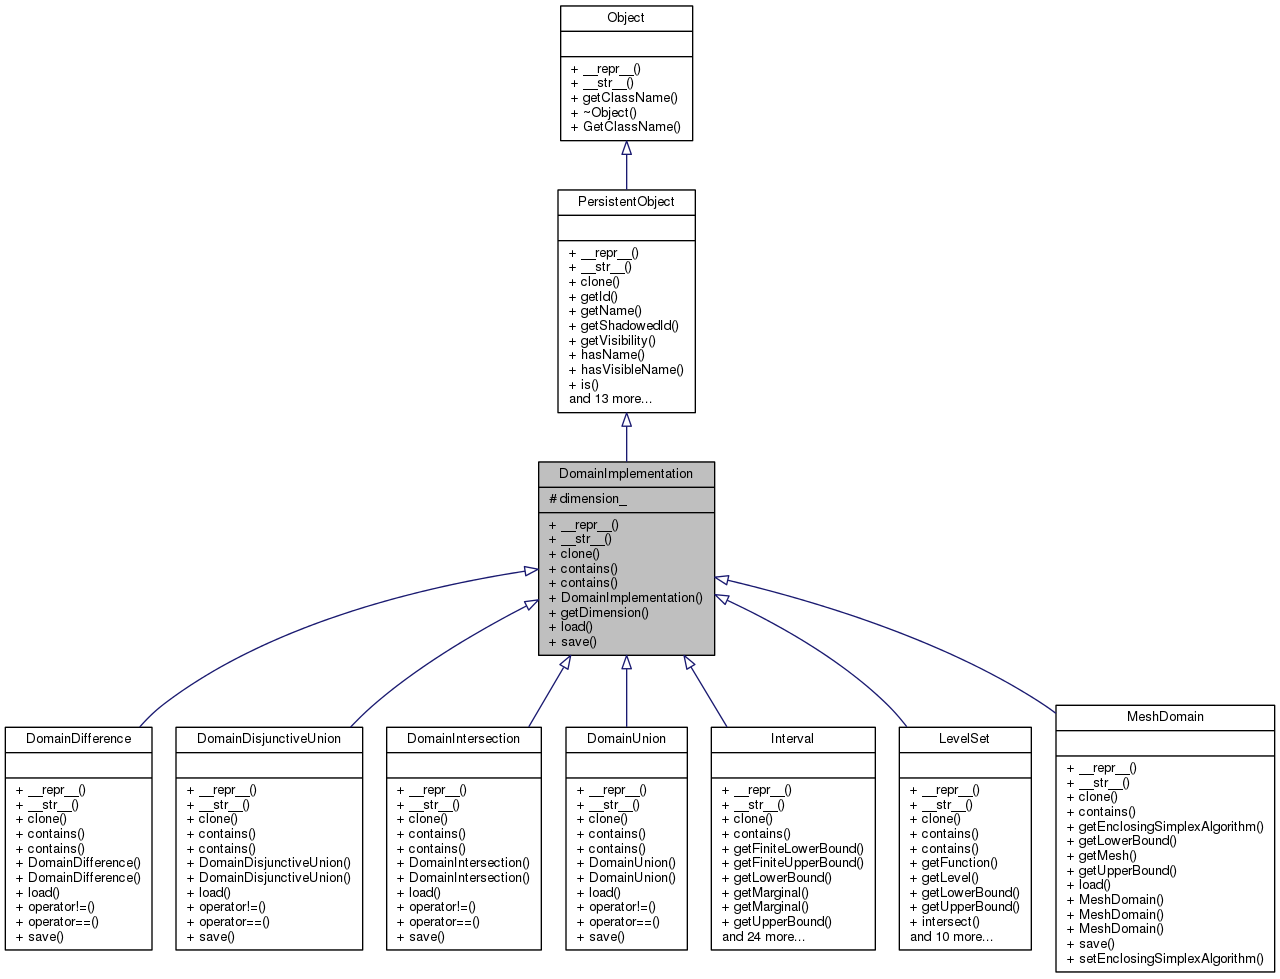 Object
+ __repr__()
+ __str__()
+ getClassName()
+ ~Object()
+ GetClassName()
PersistentObject
+ __repr__()
+ __str__()
+ clone()
+ getId()
+ getName()
+ getShadowedId()
+ getVisibility()
+ hasName()
+ hasVisibleName()
+ is()
and 13 more...
DomainImplementation
# dimension_
+ __repr__()
+ __str__()
+ clone()
+ contains()
+ contains()
+ DomainImplementation()
+ getDimension()
+ load()
+ save()
DomainDifference
+ __repr__()
+ __str__()
+ clone()
+ contains()
+ contains()
+ DomainDifference()
+ DomainDifference()
+ load()
+ operator!=()
+ operator==()
+ save()
DomainDisjunctiveUnion
+ __repr__()
+ __str__()
+ clone()
+ contains()
+ contains()
+ DomainDisjunctiveUnion()
+ DomainDisjunctiveUnion()
+ load()
+ operator!=()
+ operator==()
+ save()
DomainIntersection
+ __repr__()
+ __str__()
+ clone()
+ contains()
+ contains()
+ DomainIntersection()
+ DomainIntersection()
+ load()
+ operator!=()
+ operator==()
+ save()
DomainUnion
+ __repr__()
+ __str__()
+ clone()
+ contains()
+ contains()
+ DomainUnion()
+ DomainUnion()
+ load()
+ operator!=()
+ operator==()
+ save()
Interval
+ __repr__()
+ __str__()
+ clone()
+ contains()
+ getFiniteLowerBound()
+ getFiniteUpperBound()
+ getLowerBound()
+ getMarginal()
+ getMarginal()
+ getUpperBound()
and 24 more...
LevelSet
+ __repr__()
+ __str__()
+ clone()
+ contains()
+ contains()
+ getFunction()
+ getLevel()
+ getLowerBound()
+ getUpperBound()
+ intersect()
and 10 more...
MeshDomain
+ __repr__()
+ __str__()
+ clone()
+ contains()
+ getEnclosingSimplexAlgorithm()
+ getLowerBound()
+ getMesh()
+ getUpperBound()
+ load()
+ MeshDomain()
+ MeshDomain()
+ MeshDomain()
+ save()
+ setEnclosingSimplexAlgorithm()